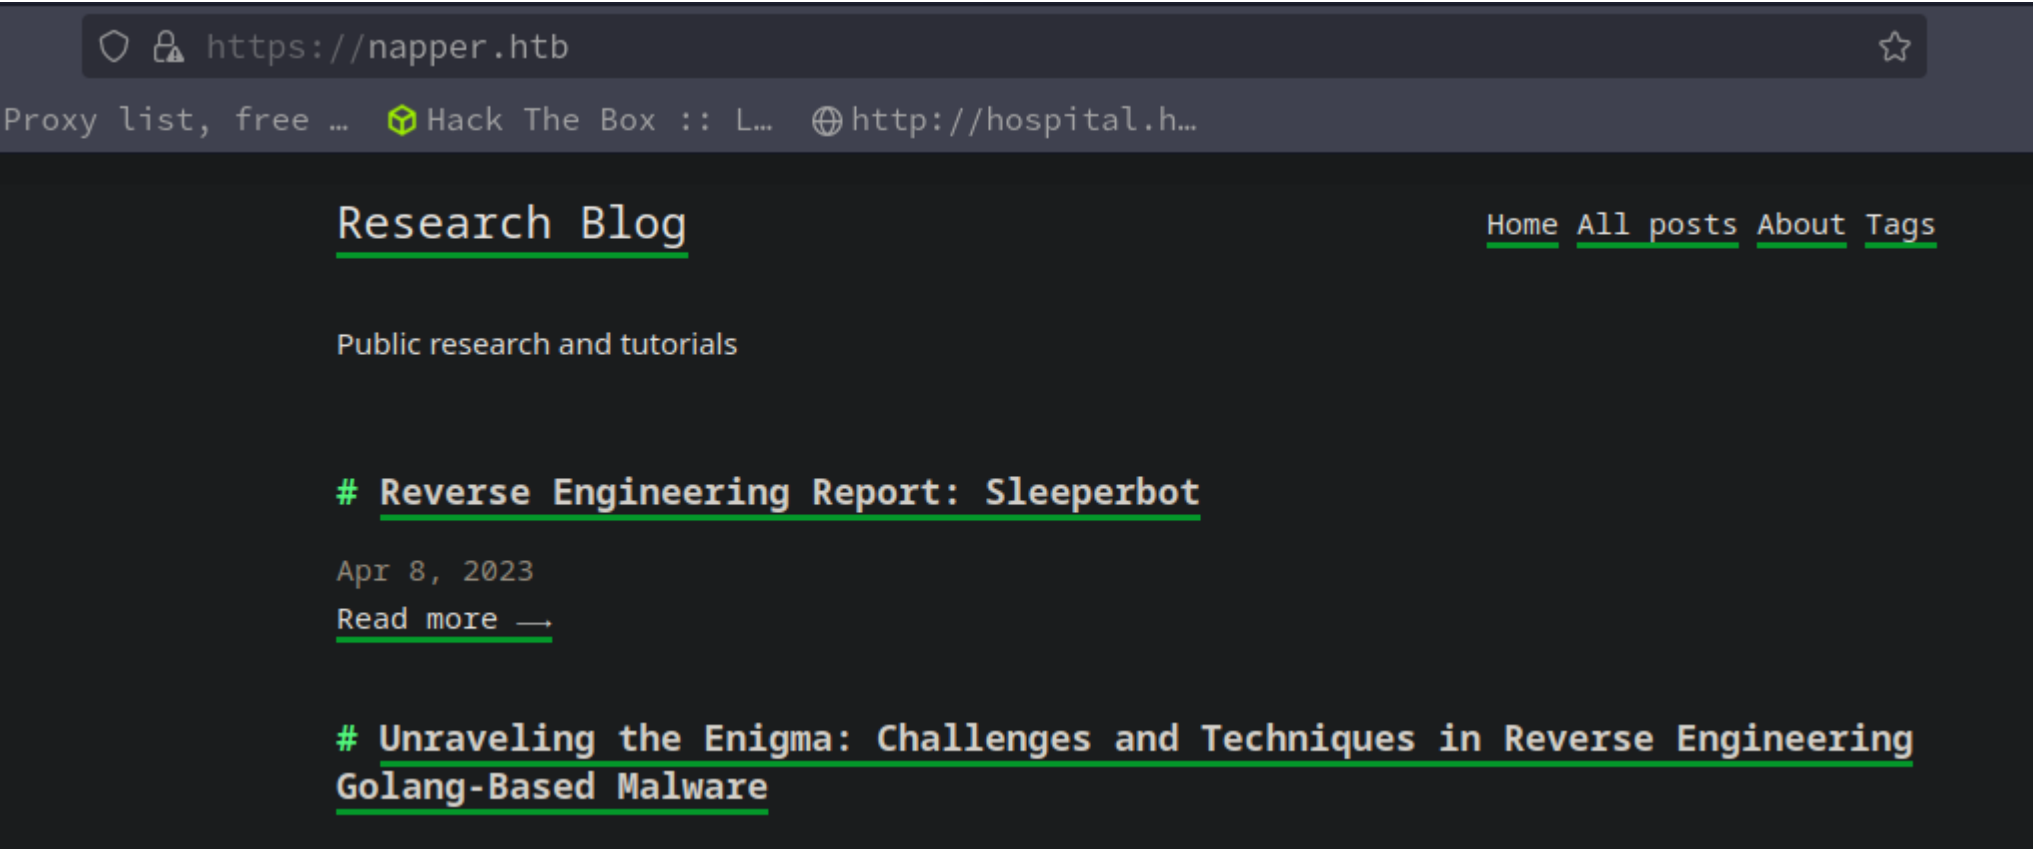 https://napper.htb
Proxy list, free … Hack The Box :: L… http://hospital.h…
Research Blog
Home All posts About Tags
Public research and tutorials
# Reverse Engineering Report: Sleeperbot
Apr 8, 2023
Read more ⟶
# Unraveling the Enigma: Challenges and Techniques in Reverse Engineering
Golang-Based Malware